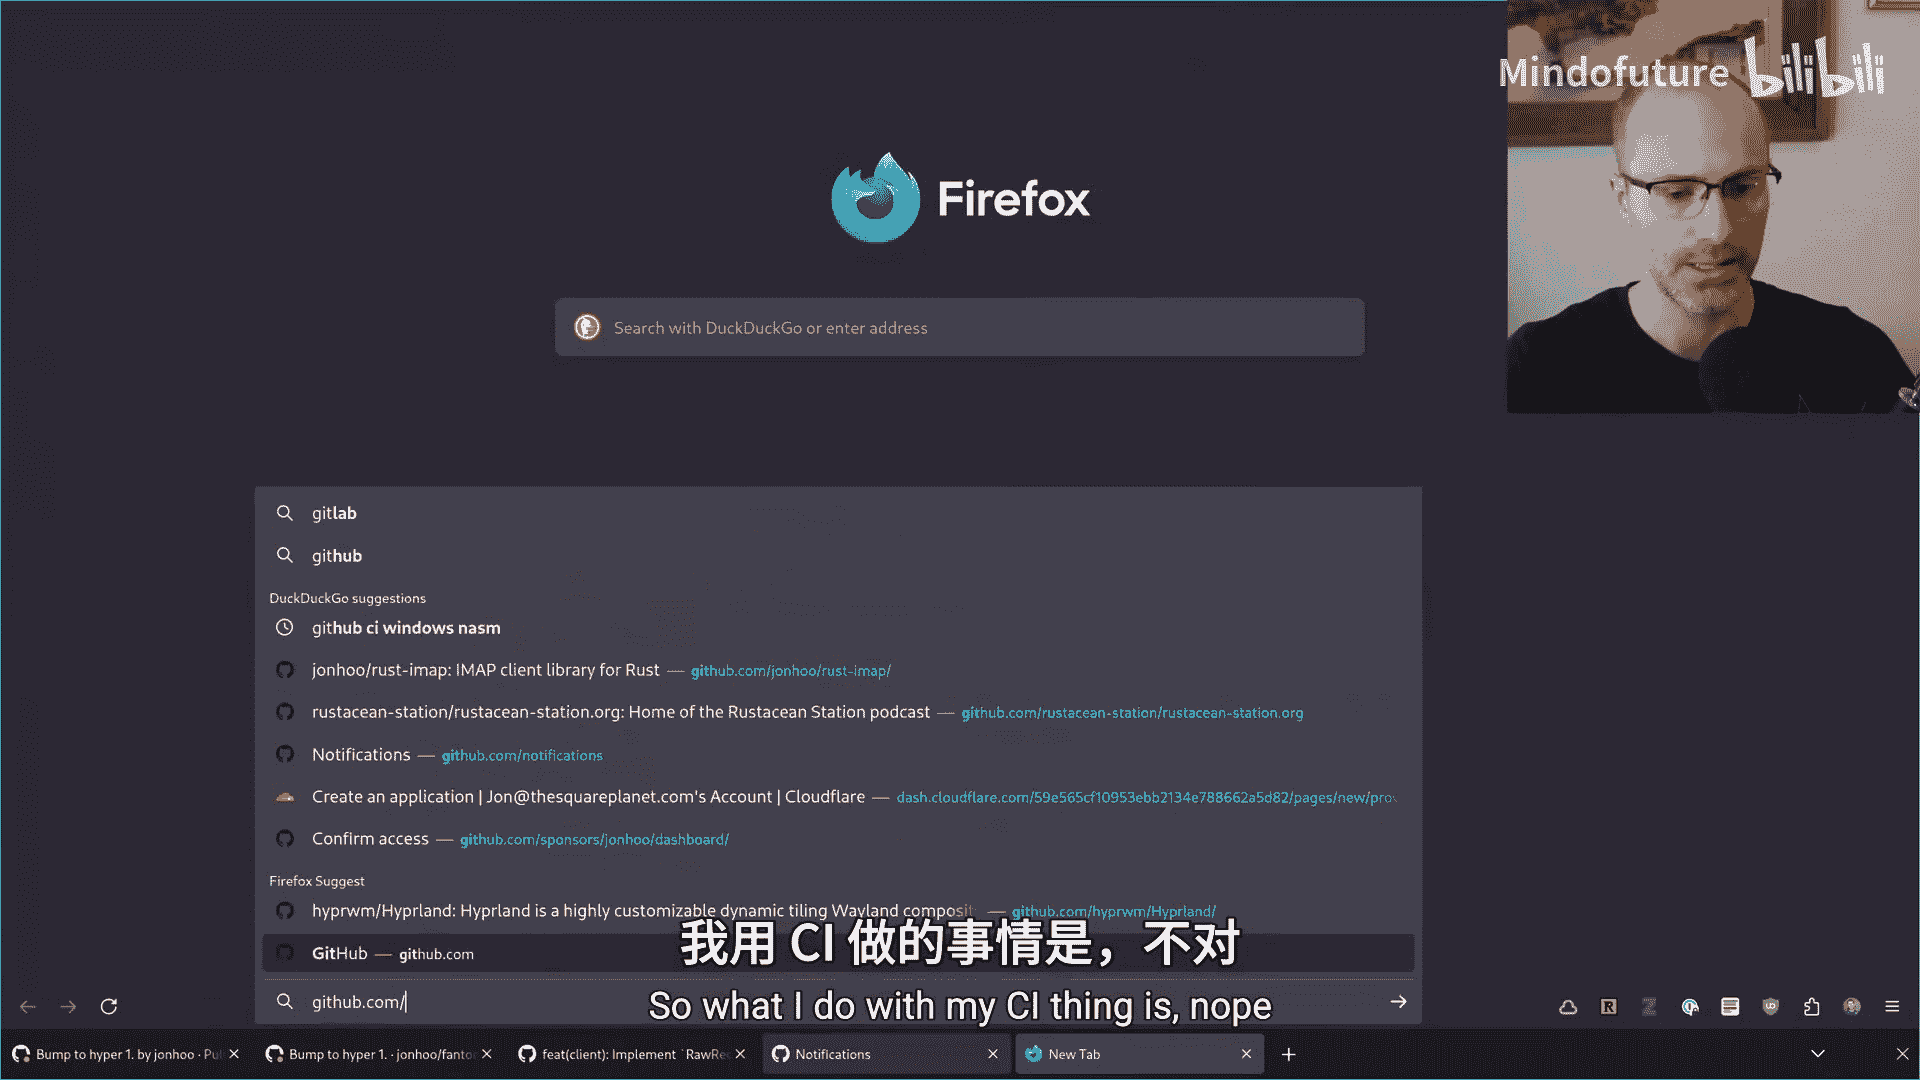 Mindofuture bilibili
Firefox
Search with DuckDuckGo or enter address
gitlab
github
DuckDuckGo suggestions
github ci windows nasm
jonhoo/rust-imap: IMAP client library for Rust — github.com/jonhoo/rust-imap/
rustacean-station/rustacean-station.org: Home of the Rustacean Station podcast — github.com/rustacean-station/rustacean-station.org
Notifications — github.com/notifications
Create an application | Jon@thesquareplanet.com's Account | Cloudflare — dash.cloudflare.com/59e565cf10953ebb2134e788662a5d82/pages/new/prov
Confirm access — github.com/sponsors/jonhoo/dashboard/
Firefox Suggest
hyprwm/Hyprland: Hyprland is a highly customizable dynamic tiling Wayland composit — github.com/hyprwm/Hyprland/
GitHub — github.com
我用 CI 做的事情是，不对
github.com/
So what I do with my CI thing is, nope
Bump to hyper 1. by jonhoo · Pul
Bump to hyper 1. · jonhoo/fanto
feat(client): Implement `RawRe
Notifications
New Tab